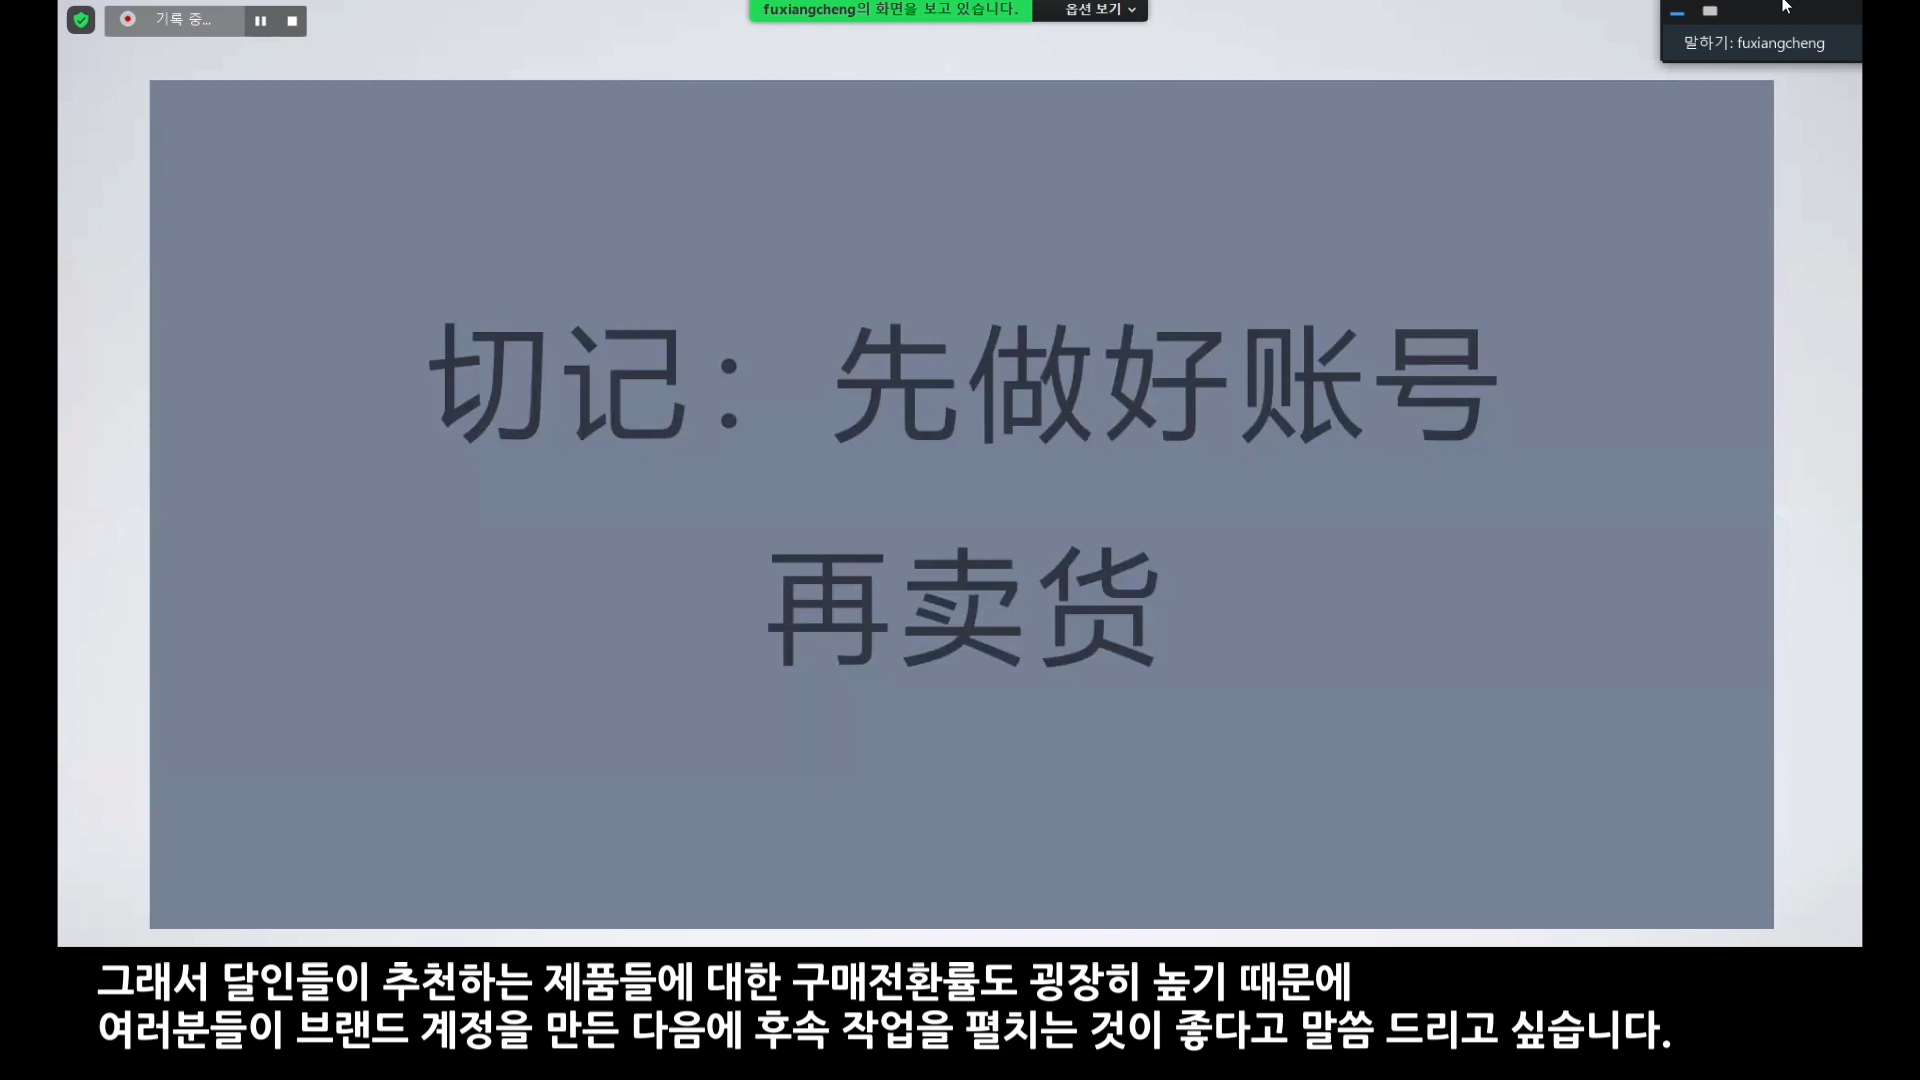 기록 중...
fuxiangcheng의 화면을 보고 있습니다.
옵션 보기
말하기: fuxiangcheng
切记：先做好账号
再卖货
그래서 달인들이 추천하는 제품들에 대한 구매전환률도 굉장히 높기 때문에
여러분들이 브랜드 계정을 만든 다음에 후속 작업을 펼치는 것이 좋다고 말씀 드리고 싶습니다.